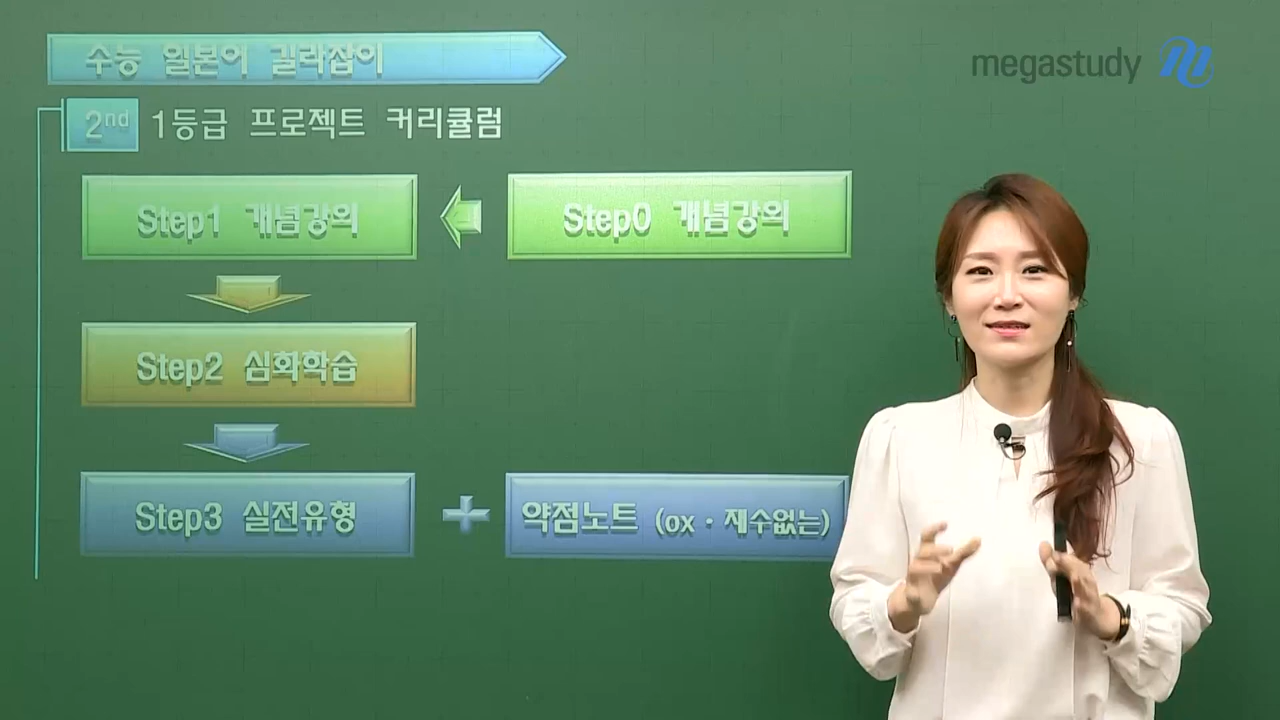 수능 일본어 길라잡이
megastudy
2nd 1등급 프로젝트 커리큘럼
Step1 개념강의
Step0 개념강의
Step2 심화학습
Step3 실전유형 + 약점노트 (ox · 재수없는)